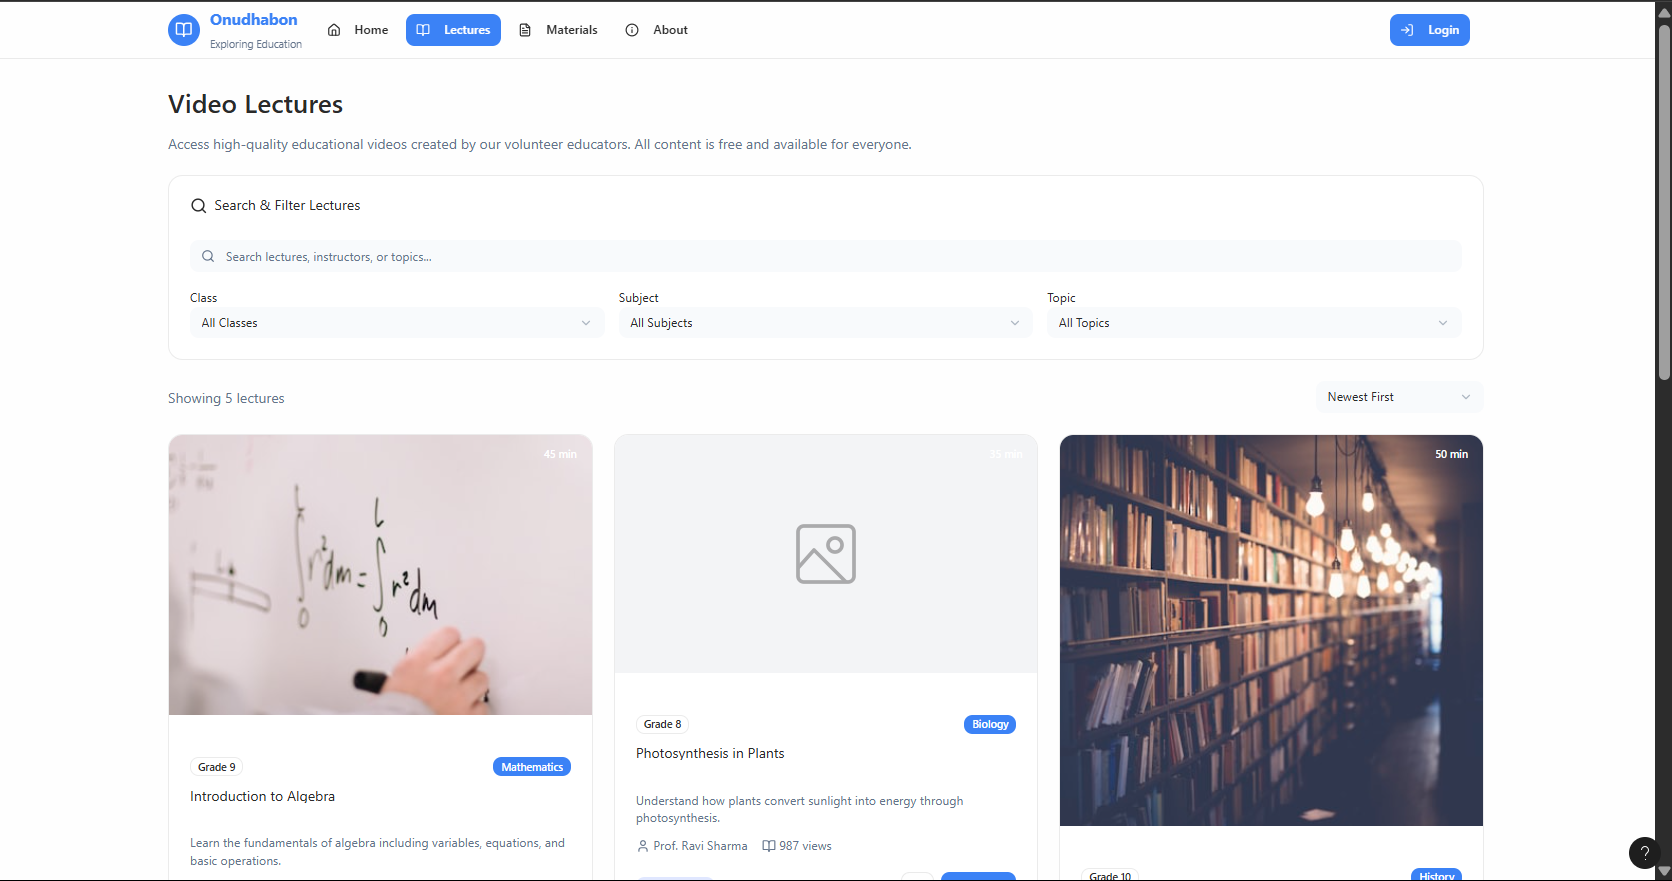 Onudhabon
Exploring Education
Home
Lectures
Materials
About
Login
Video Lectures
Access high-quality educational videos created by our volunteer educators. All content is free and available for everyone.
Search & Filter Lectures
Search lectures, instructors, or topics...
Class
Subject
Topic
All Classes
All Subjects
All Topics
Showing 5 lectures
Newest First
45 min
35 min
50 min
r²dm = r²dm
0
0
Grade 9
Mathematics
Introduction to Algebra
Learn the fundamentals of algebra including variables, equations, and
basic operations.
Grade 8
Biology
Photosynthesis in Plants
Understand how plants convert sunlight into energy through
photosynthesis.
Prof. Ravi Sharma
987 views
Grade 10
History
?